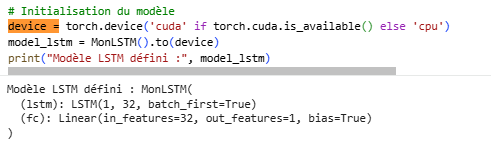 # Initialisation du modèle
device = torch.device('cuda' if torch.cuda.is_available() else 'cpu')
model_lstm = MonLSTM().to(device)
print("Modèle LSTM défini :", model_lstm)
Modèle LSTM défini : MonLSTM(
  (lstm): LSTM(1, 32, batch_first=True)
  (fc): Linear(in_features=32, out_features=1, bias=True)
)